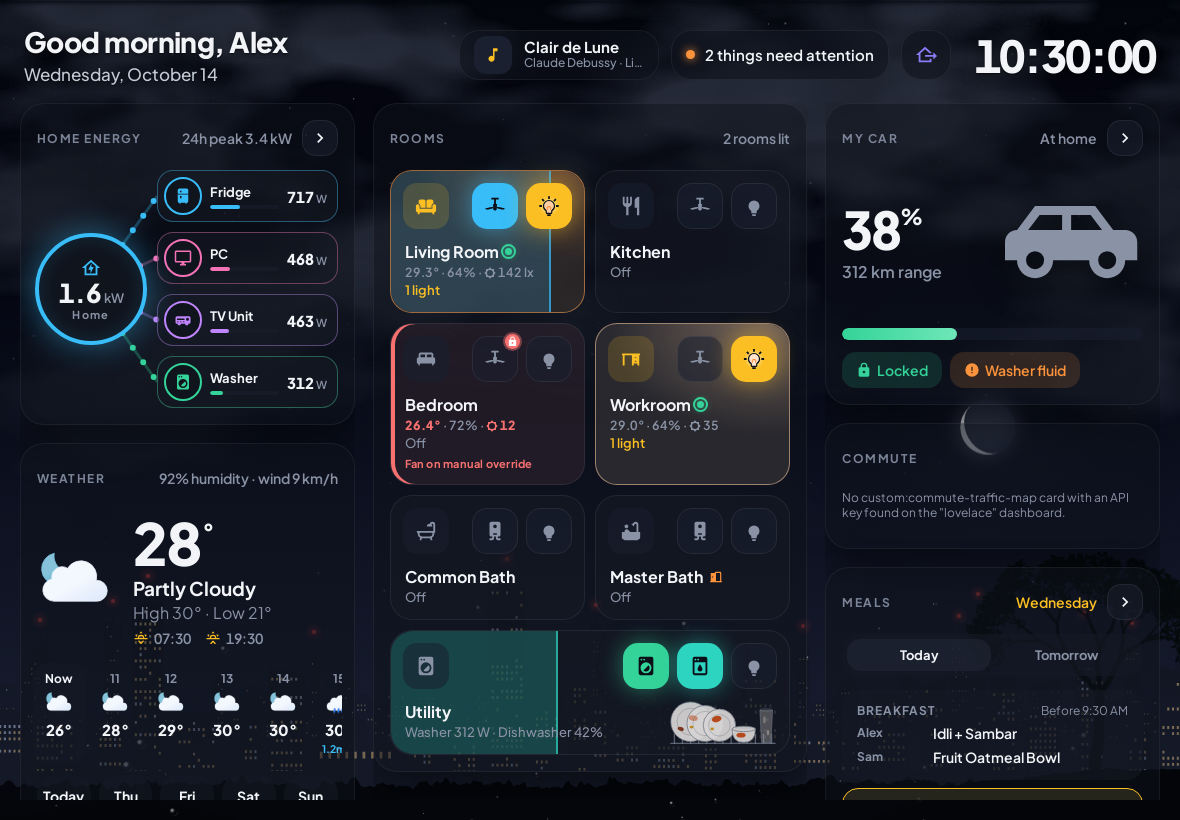 Good morning, Alex
Wednesday, October 14
Clair de Lune
Claude Debussy · Li...
2 things need attention
10:30:00
HOME ENERGY
24h peak 3.4 kW
1.6 kW
Home
Fridge
717 W
PC
468 W
TV Unit
463 W
Washer
312 W
WEATHER
92% humidity · wind 9 km/h
28°
Partly Cloudy
High 30° · Low 21°
07:30 19:30
Now 11 12 13 14 15
26° 28° 29° 30° 30° 30
1.2m
Today Thu Fri Sat Sun
ROOMS
2 rooms lit
Living Room
29.3° · 64% · 142 lx
1 light
Kitchen
Off
Bedroom
26.4° · 72% · 12
Off
Fan on manual override
Workroom
29.0° · 64% · 35
1 light
Common Bath
Off
Master Bath
Off
Utility
Washer 312 W · Dishwasher 42%
MY CAR
At home
38%
312 km range
Locked
Washer fluid
COMMUTE
No custom:commute-traffic-map card with an API
key found on the "lovelace" dashboard.
MEALS
Wednesday
Today Tomorrow
BREAKFAST
Before 9:30 AM
Alex Idli + Sambar
Sam Fruit Oatmeal Bowl